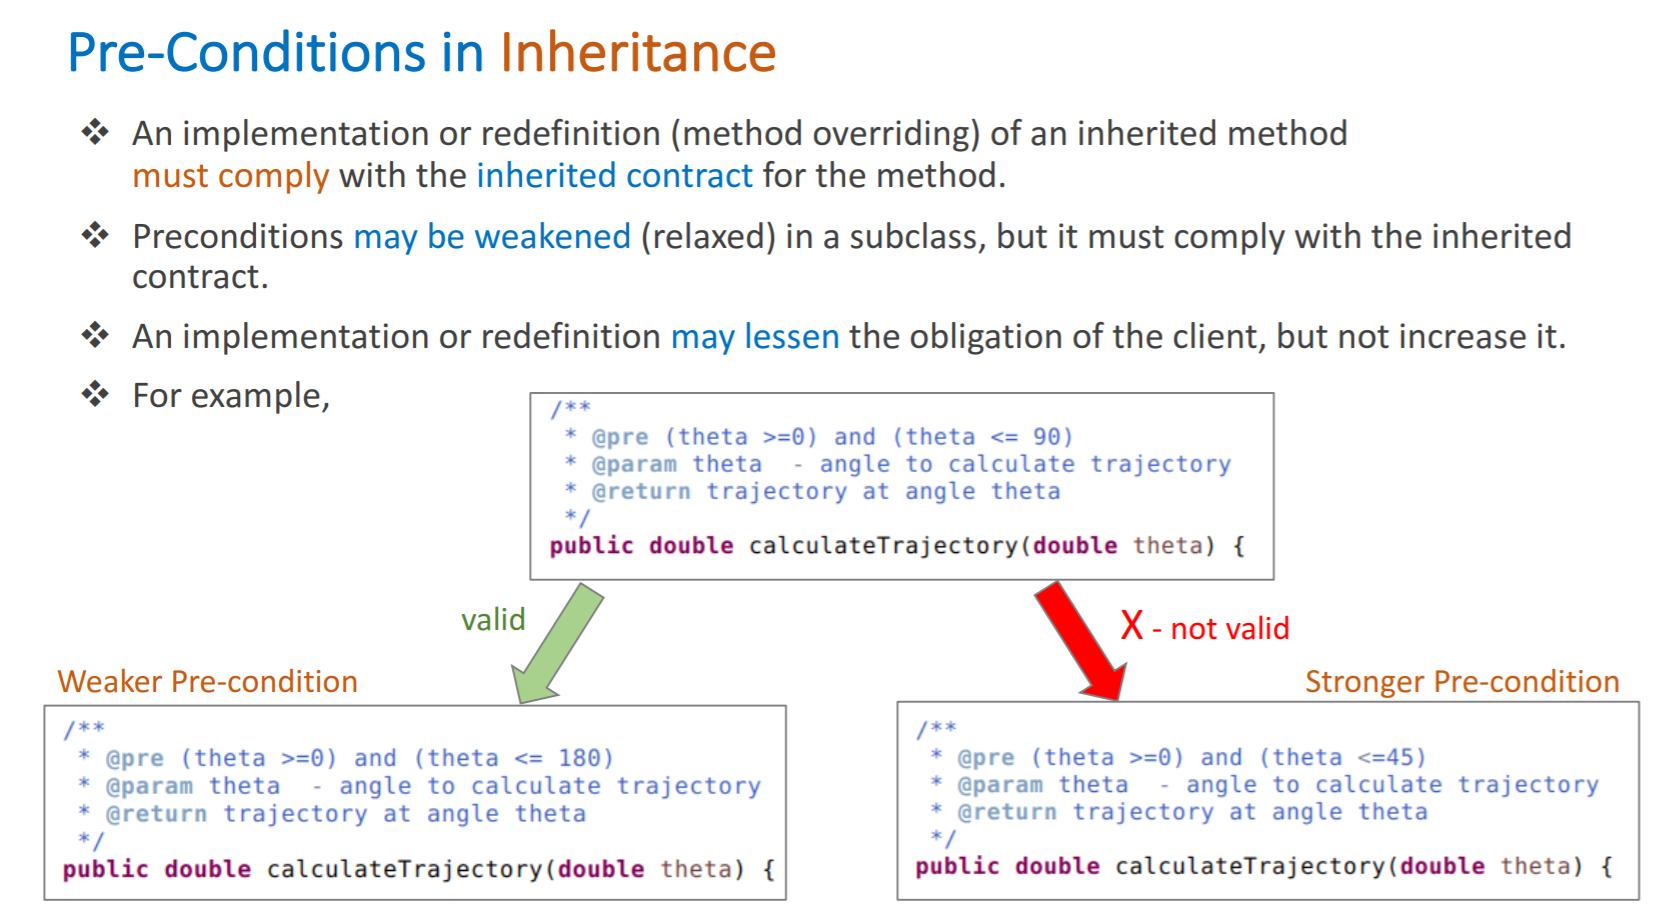 Pre-Conditions in Inheritance
❖ An implementation or redefinition (method overriding) of an inherited method
must comply with the inherited contract for the method.
❖ Preconditions may be weakened (relaxed) in a subclass, but it must comply with the inherited
contract.
❖ An implementation or redefinition may lessen the obligation of the client, but not increase it.
❖ For example,
/**
* @pre (theta >=0) and (theta <= 90)
* @param theta - angle to calculate trajectory
* @return trajectory at angle theta
*/
public double calculateTrajectory(double theta) {
valid
X - not valid
Weaker Pre-condition
/**
* @pre (theta >=0) and (theta <= 180)
* @param theta - angle to calculate trajectory
* @return trajectory at angle theta
*/
public double calculateTrajectory(double theta) {
Stronger Pre-condition
/**
* @pre (theta >=0) and (theta <=45)
* @param theta - angle to calculate trajectory
* @return trajectory at angle theta
*/
public double calculateTrajectory(double theta) {